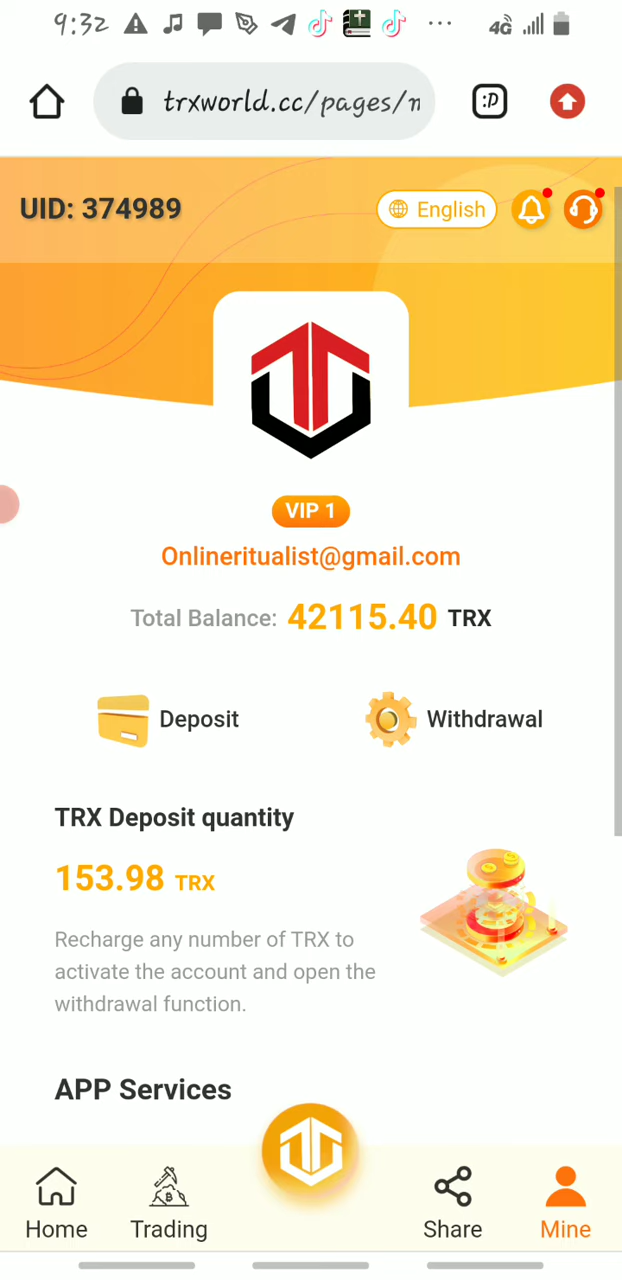 9:32
4G
trxworld.cc/pages/m
:D
UID: 374989
English
VIP 1
Onlineritualist@gmail.com
Total Balance: 42115.40 TRX
Deposit
Withdrawal
TRX Deposit quantity
153.98 TRX
Recharge any number of TRX to
activate the account and open the
withdrawal function.
APP Services
Home
Trading
Share
Mine